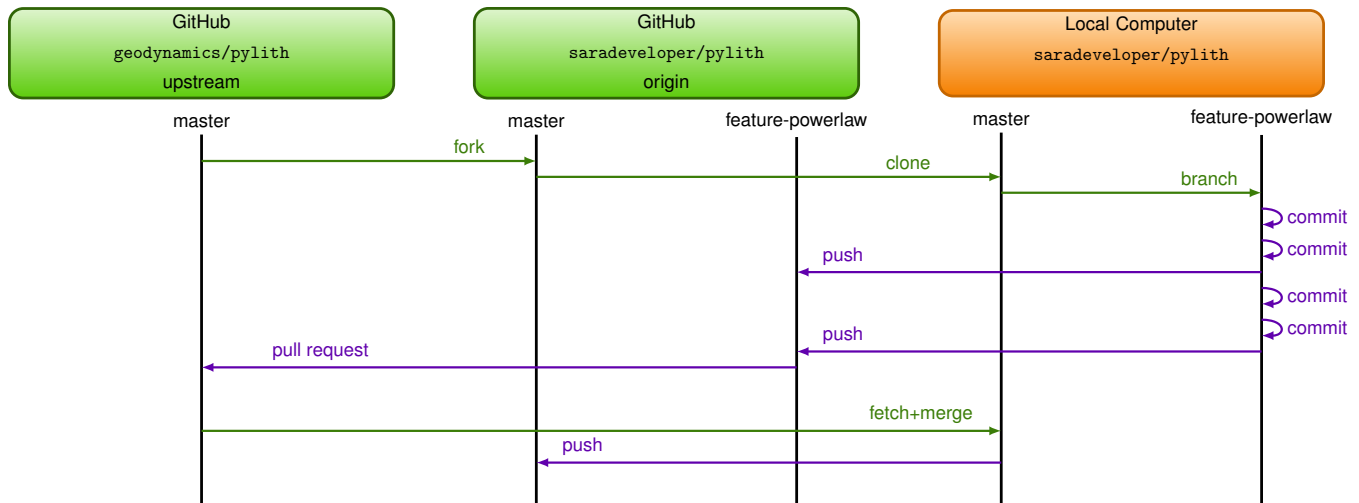 GitHub
geodynamics/pylith
upstream
GitHub
saradeveloper/pylith
origin
Local Computer
saradeveloper/pylith
master
master
feature-powerlaw
master
feature-powerlaw
fork
clone
branch
commit
commit
push
commit
commit
push
pull request
fetch+merge
push